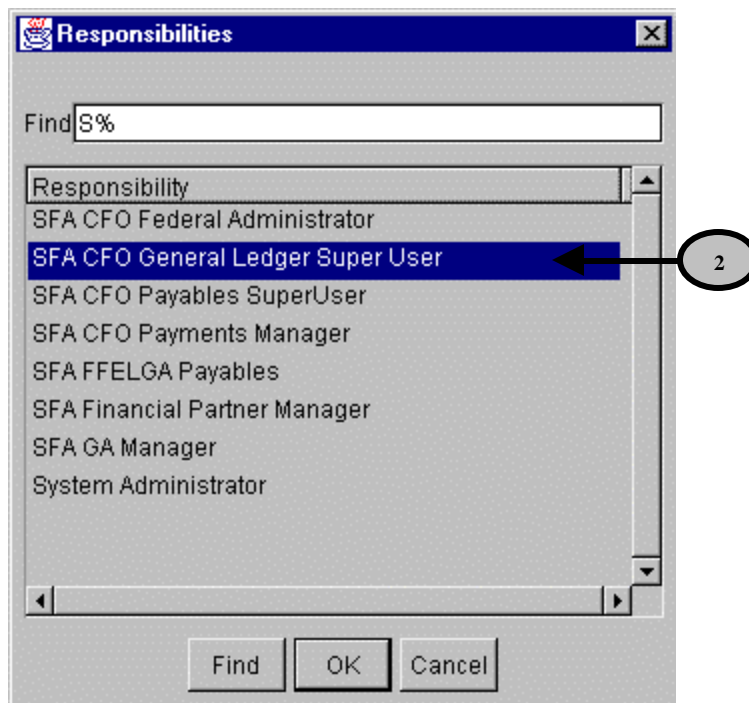 Responsibilities
Find S%
Responsibility
SFA CFO Federal Administrator
SFA CFO General Ledger Super User
2
SFA CFO Payables SuperUser
SFA CFO Payments Manager
SFA FFELGA Payables
SFA Financial Partner Manager
SFA GA Manager
System Administrator
Find OK Cancel